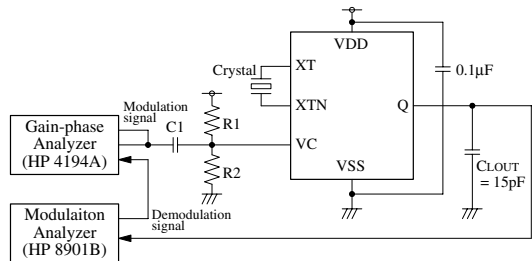 VDD
XT
Crystal
0.1µF
XTN
Q
Modulation
signal
C1
R1
Gain-phase
Analyzer
(HP 4194A)
VC
R2
VSS
CLOUT
= 15pF
Modulaiton
Analyzer
(HP 8901B)
Demodulation
signal